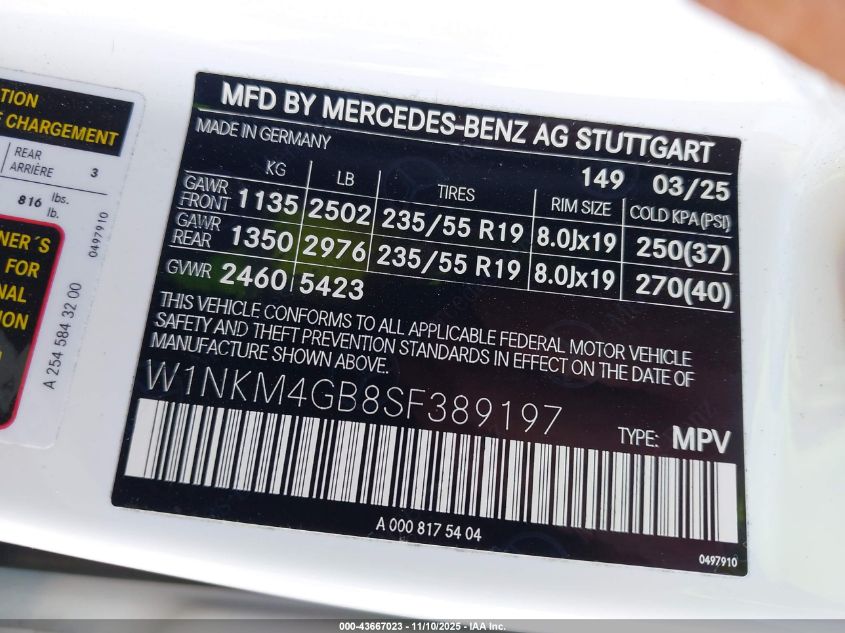 TION
E CHARGEMENT
REAR
ARRIÈRE 3
816 lbs.
lb.
NER´S
FOR
NAL
TION
0497910
A 254 584 32 00
MFD BY MERCEDES-BENZ AG STUTTGART
MADE IN GERMANY 149 03/25
KG LB TIRES RIM SIZE COLD KPA(PSI)
GAWR FRONT 1135 2502 235/55 R19 8.0Jx19 250(37)
GAWR REAR 1350 2976 235/55 R19 8.0Jx19 270(40)
GVWR 2460 5423
THIS VEHICLE CONFORMS TO ALL APPLICABLE FEDERAL MOTOR VEHICLE
SAFETY AND THEFT PREVENTION STANDARDS IN EFFECT ON THE DATE OF
MANUFACTURE SHOWN ABOVE.
W1NKM4GB8SF389197
TYPE: MPV
A 000 817 54 04
0497910
000-43667023 - 11/10/2025 - IAA Inc.